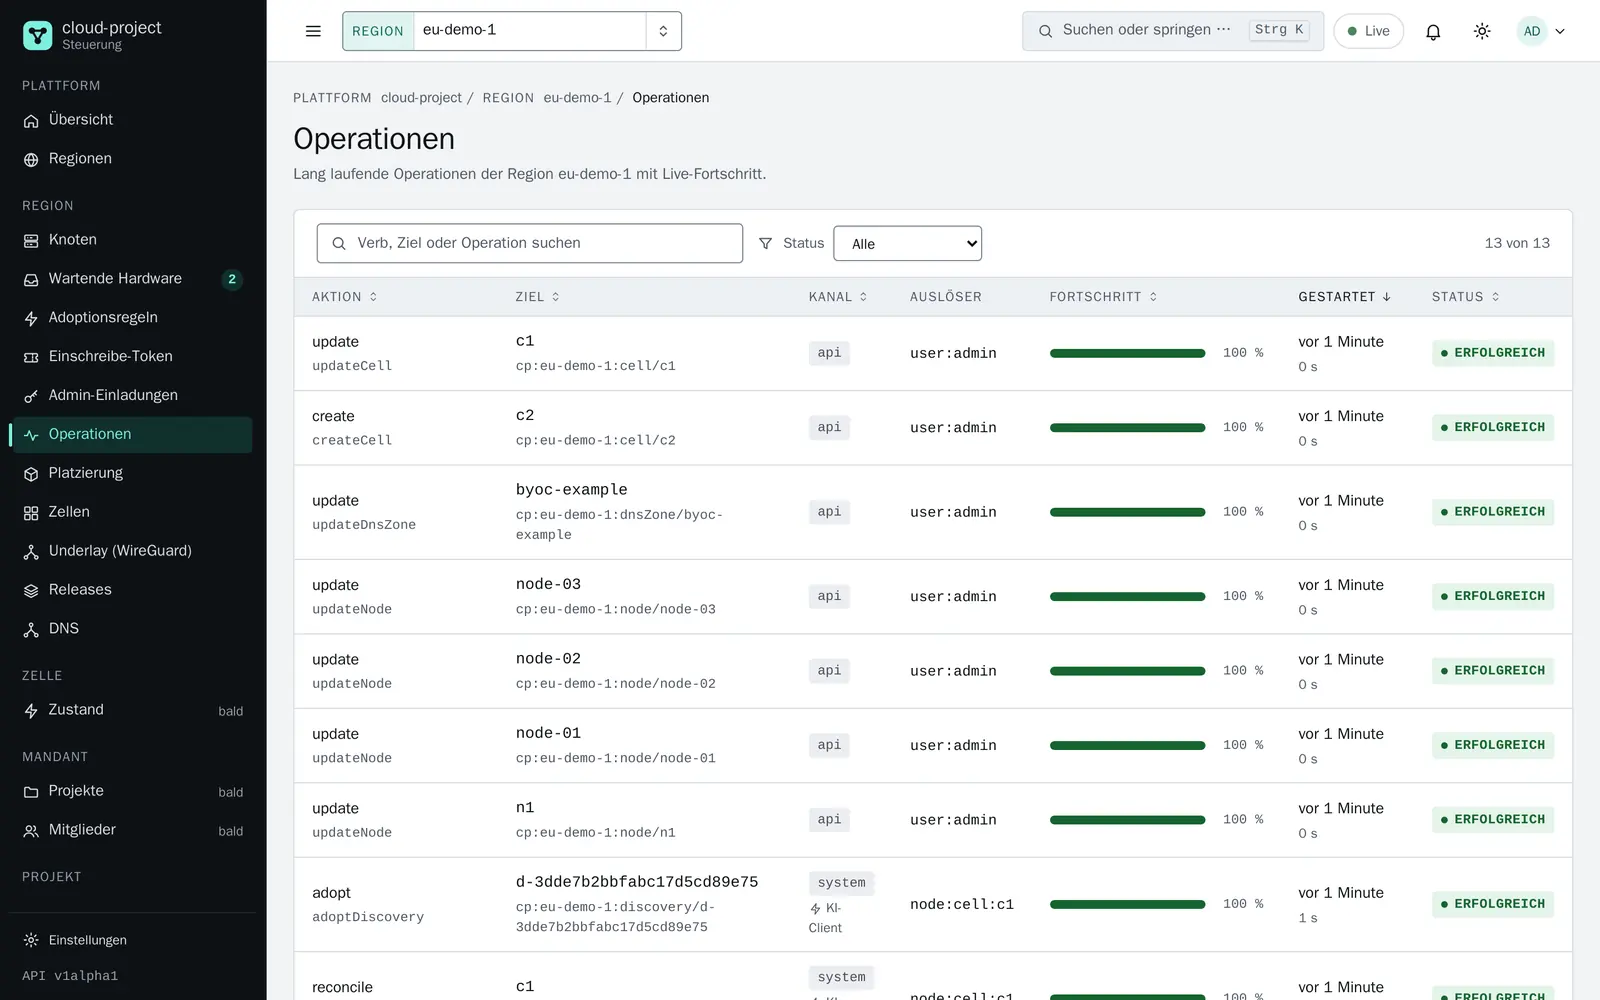 cloud-project
Steuerung
PLATTFORM
Übersicht
Regionen
REGION
Knoten
Wartende Hardware 2
Adoptionsregeln
Einschreibe-Token
Admin-Einladungen
Operationen
Platzierung
Zellen
Underlay (WireGuard)
Releases
DNS
ZELLE
Zustand bald
MANDANT
Projekte bald
Mitglieder bald
PROJEKT
Einstellungen
API v1alpha1
REGION eu-demo-1
Suchen oder springen ··· Strg K
Live
AD
PLATTFORM cloud-project / REGION eu-demo-1 / Operationen
Operationen
Lang laufende Operationen der Region eu-demo-1 mit Live-Fortschritt.
Verb, Ziel oder Operation suchen
Status Alle
13 von 13
AKTION ZIEL KANAL AUSLÖSER FORTSCHRITT GESTARTET STATUS
update c1 api user:admin 100 % vor 1 Minute ERFOLGREICH
updateCell cp:eu-demo-1:cell/c1 0 s
create c2 api user:admin 100 % vor 1 Minute ERFOLGREICH
createCell cp:eu-demo-1:cell/c2 0 s
update byoc-example api user:admin 100 % vor 1 Minute ERFOLGREICH
updateDnsZone cp:eu-demo-1:dnsZone/byoc- 0 s
example
update node-03 api user:admin 100 % vor 1 Minute ERFOLGREICH
updateNode cp:eu-demo-1:node/node-03 0 s
update node-02 api user:admin 100 % vor 1 Minute ERFOLGREICH
updateNode cp:eu-demo-1:node/node-02 0 s
update node-01 api user:admin 100 % vor 1 Minute ERFOLGREICH
updateNode cp:eu-demo-1:node/node-01 0 s
update n1 api user:admin 100 % vor 1 Minute ERFOLGREICH
updateNode cp:eu-demo-1:node/n1 0 s
adopt d-3dde7b2bbfabc17d5cd89e75 system node:cell:c1 100 % vor 1 Minute ERFOLGREICH
adoptDiscovery cp:eu-demo-1:discovery/d- KI- 1 s
3dde7b2bbfabc17d5cd89e75 Client
reconcile c1 system node:cell:c1 100 % vor 1 Minute ERFOLGREICH